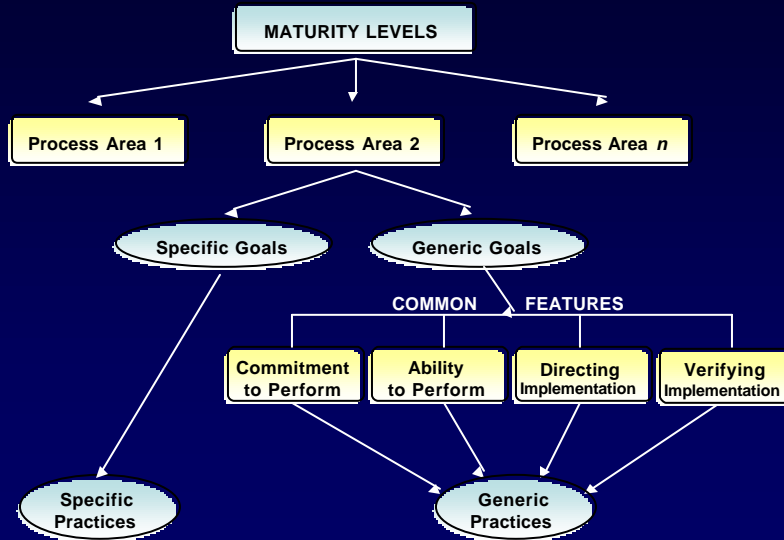 MATURITY LEVELS
Process Area 1
Process Area 2
Process Area n
Specific Goals
Generic Goals
COMMON FEATURES
Commitment
to Perform
Ability
to Perform
Directing
Implementation
Verifying
Implementation
Specific
Practices
Generic
Practices